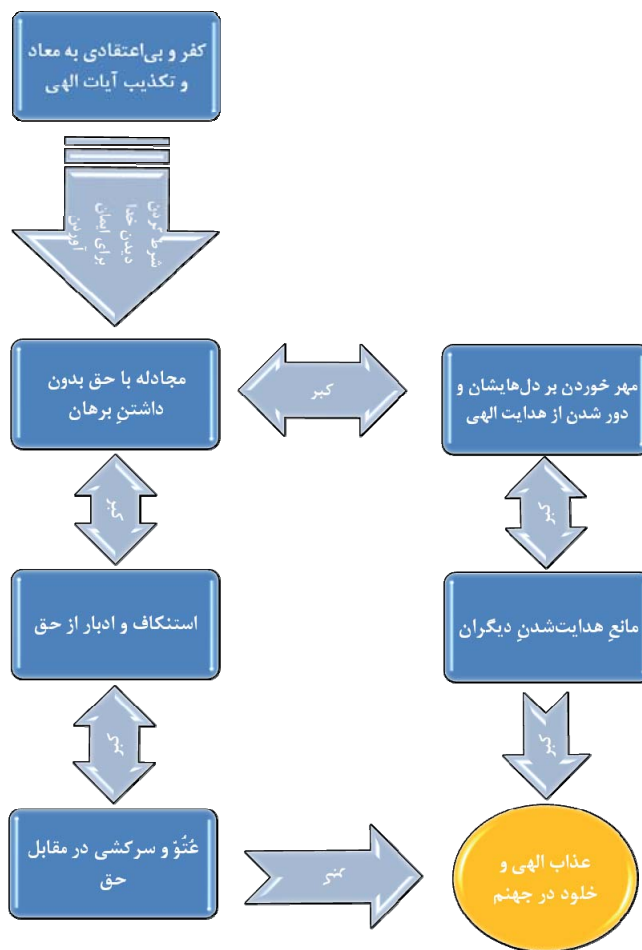 کفر و بی‌اعتقادی به معاد
و تکذیب آیات الهی
شرط کردن
دیدن خدا
برای ایمان
آوردن
مجادله با حق بدون
داشتنِ برهان
کبر
مهر خوردن بر دل‌هایشان و
دور شدن از هدایت الهی
کبر
کبر
استنکاف و ادبار از حق
مانعِ هدایت‌شدنِ دیگران
کبر
کبر
عُتُوّ و سرکشی در مقابل
حق
کبر
عذاب الهی و
خلود در جهنم